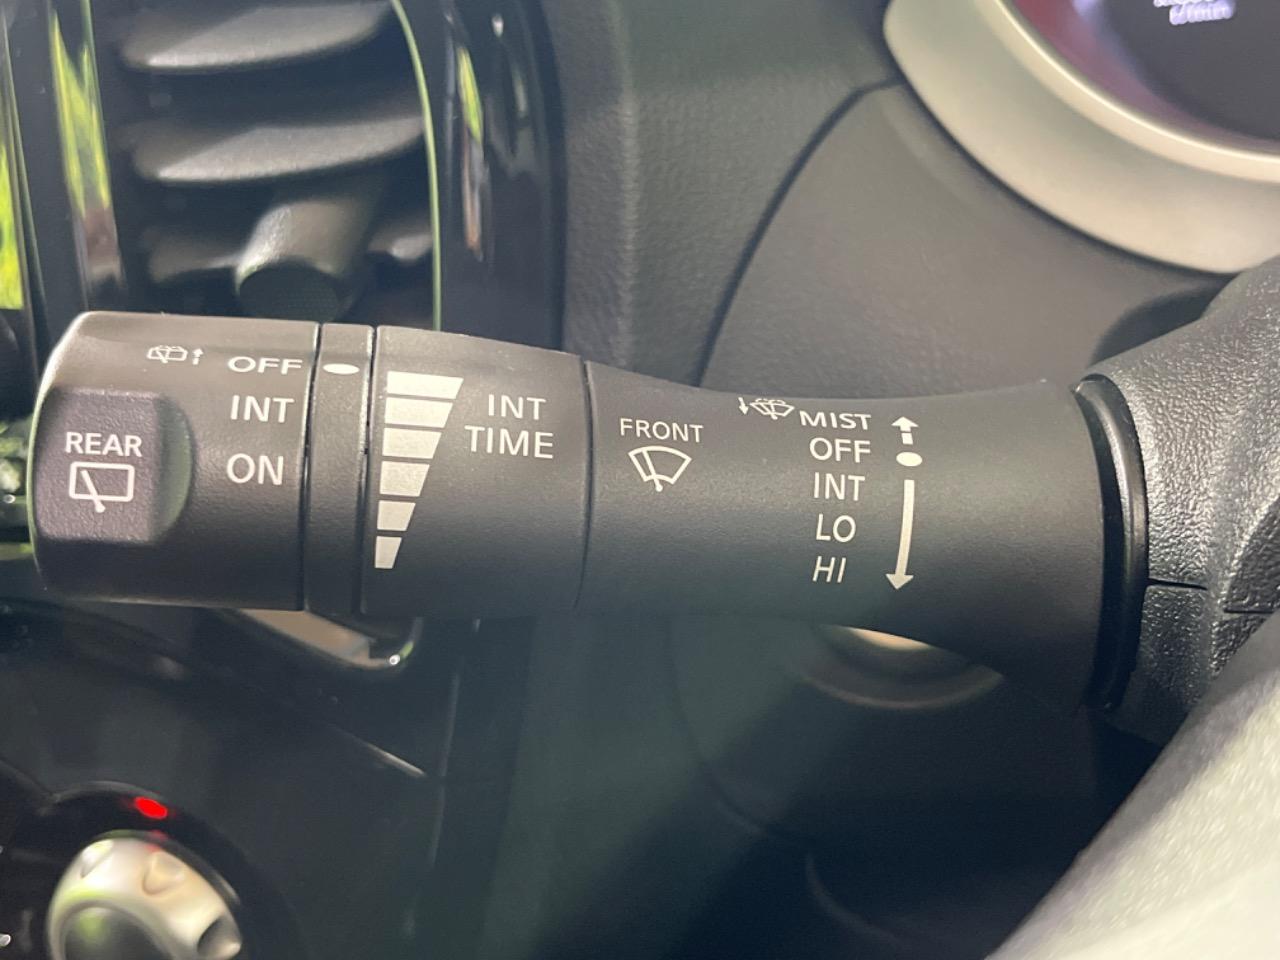 OFF
INT
ON
REAR
INT
TIME
FRONT
MIST
OFF
INT
LO
HI